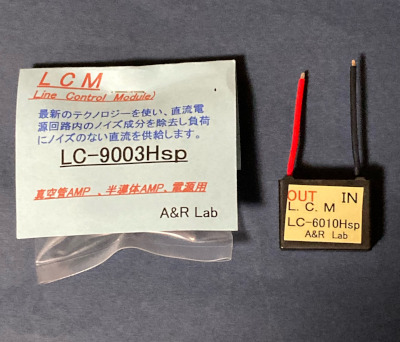 LCM
Line Control Module)
最新のテクノロジーを使い、直流電
源回路内のノイズ成分を除去し負荷
にノイズのない直流を供給します。
LC-9003Hsp
真空管AMP 、半導体AMP、電源用
A&R Lab
OUT IN
L. C. M
LC-6010Hsp
A&R Lab